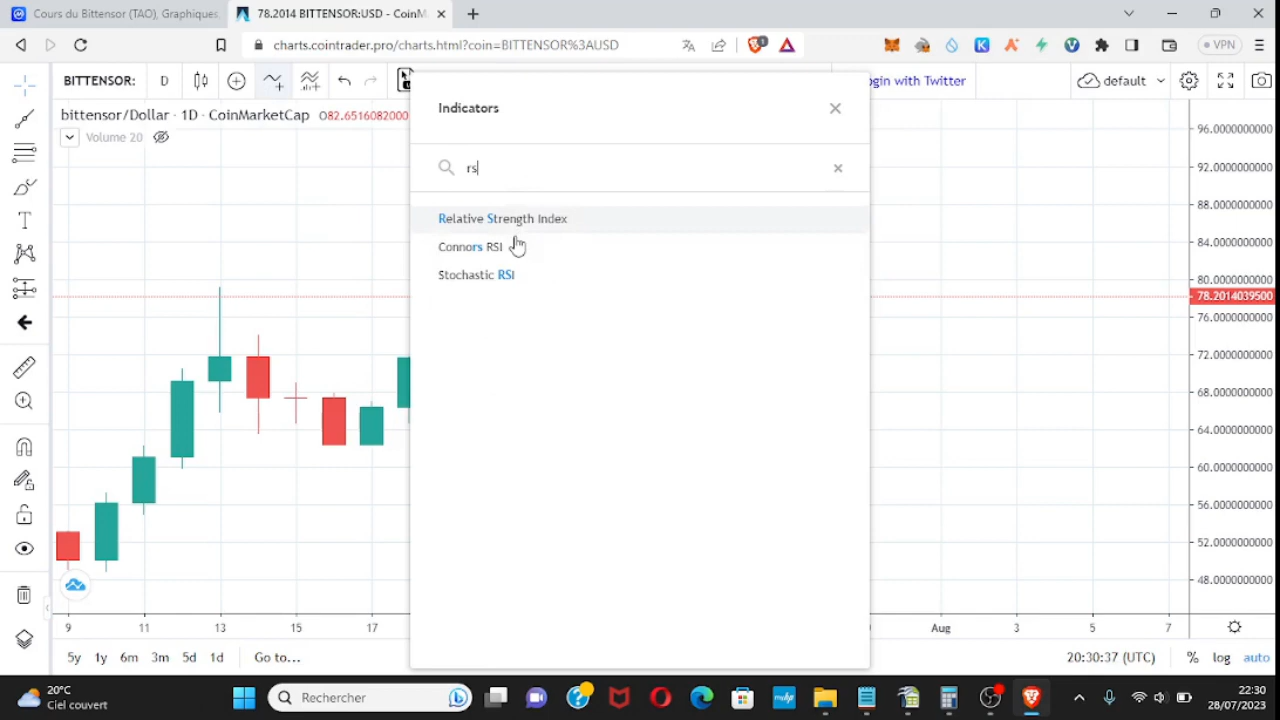 Cours du Bittensor (TAO), Graphiques
78.2014 BITTENSOR:USD - CoinM
charts.cointrader.pro/charts.html?coin=BITTENSOR%3AUSD
1
VPN
BITTENSOR:
D
ogin with Twitter
default
bittensor/Dollar · 1D · CoinMarketCap
O82.6516082000
Volume 20
Indicators
rs
Relative Strength Index
Connors RSI
Stochastic RSI
96.0000000000
92.0000000000
88.0000000000
84.0000000000
80.0000000000
78.2014039500
76.0000000000
72.0000000000
68.0000000000
64.0000000000
60.0000000000
56.0000000000
52.0000000000
48.0000000000
9
11
13
15
17
Aug
3
5
7
5y
1y
6m
3m
5d
1d
Go to...
20:30:37 (UTC)
%
log
auto
20°C
Ciel couvert
Rechercher
22:30
28/07/2023